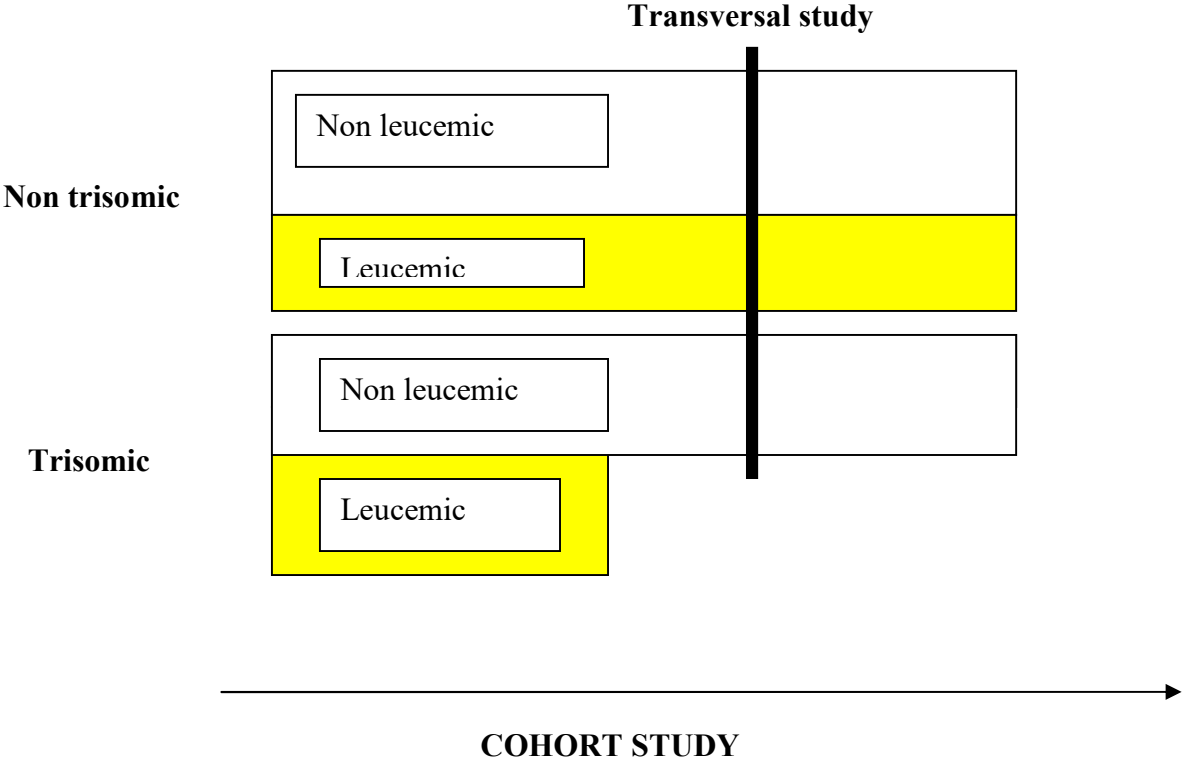 Transversal study
Non leucemic
Non trisomic
Leucemic
Non leucemic
Trisomic
Leucemic
COHORT STUDY